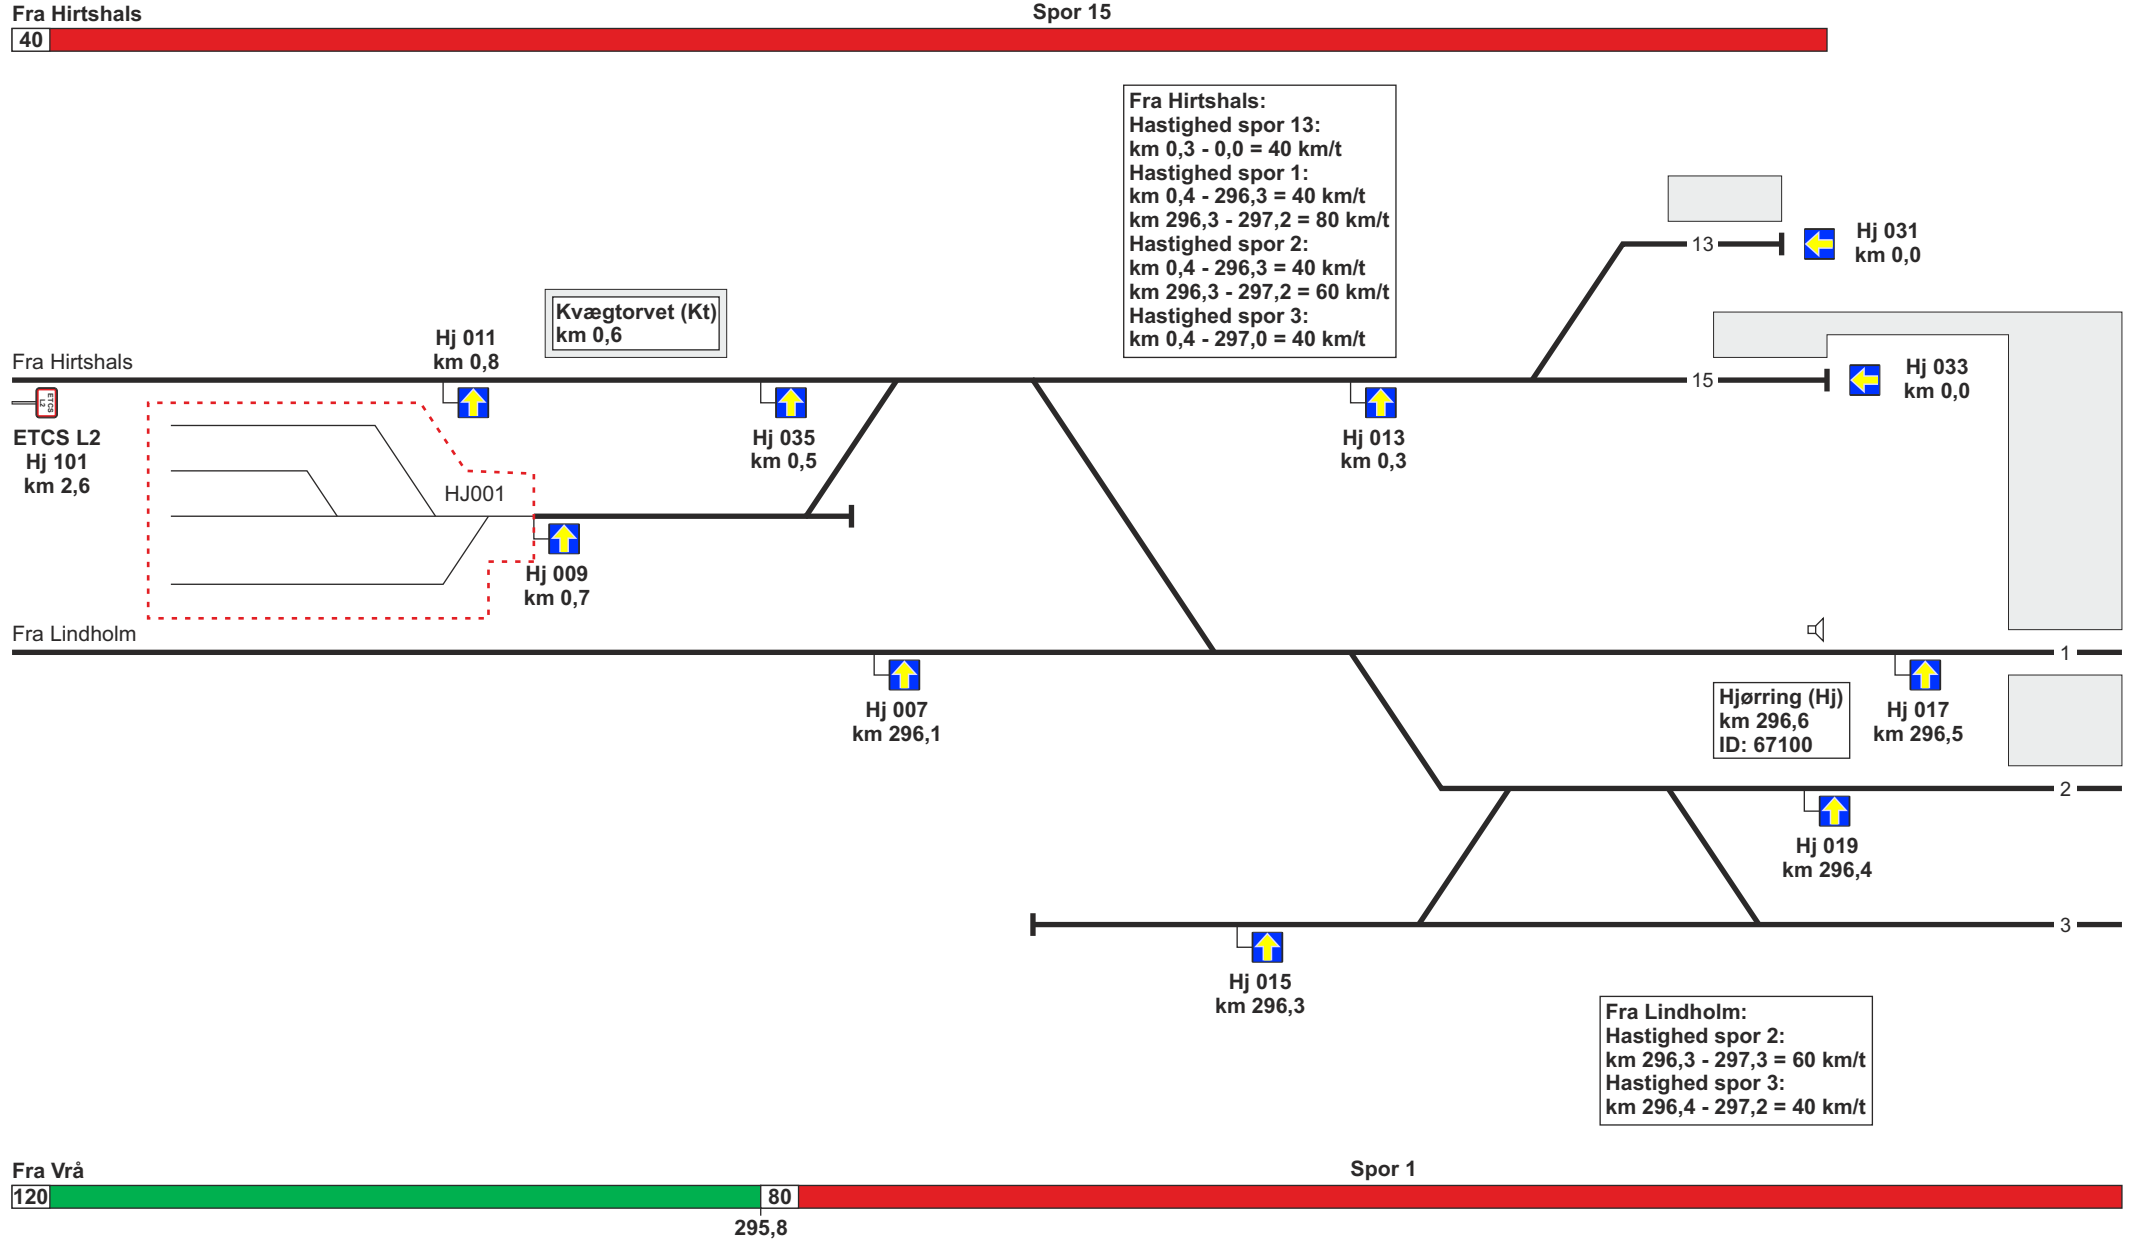 Fra Hirtshals
Spor 15
40
Fra Hirtshals:
Hastighed spor 13:
km 0,3 - 0,0 = 40 km/t
Hastighed spor 1:
km 0,4 - 296,3 = 40 km/t
km 296,3 - 297,2 = 80 km/t
Hastighed spor 2:
km 0,4 - 296,3 = 40 km/t
km 296,3 - 297,2 = 60 km/t
Hastighed spor 3:
km 0,4 - 297,0 = 40 km/t
13
Hj 031
km 0,0
Kvægtorvet (Kt)
km 0,6
Hj 011
km 0,8
Fra Hirtshals
15
Hj 033
km 0,0
ETCS
L2
ETCS L2
Hj 101
km 2,6
Hj 035
km 0,5
Hj 013
km 0,3
HJ001
Hj 009
km 0,7
Fra Lindholm
1
Hj 007
km 296,1
Hjørring (Hj)
km 296,6
ID: 67100
Hj 017
km 296,5
2
Hj 019
km 296,4
3
Hj 015
km 296,3
Fra Lindholm:
Hastighed spor 2:
km 296,3 - 297,3 = 60 km/t
Hastighed spor 3:
km 296,4 - 297,2 = 40 km/t
Fra Vrå
Spor 1
120
80
295,8